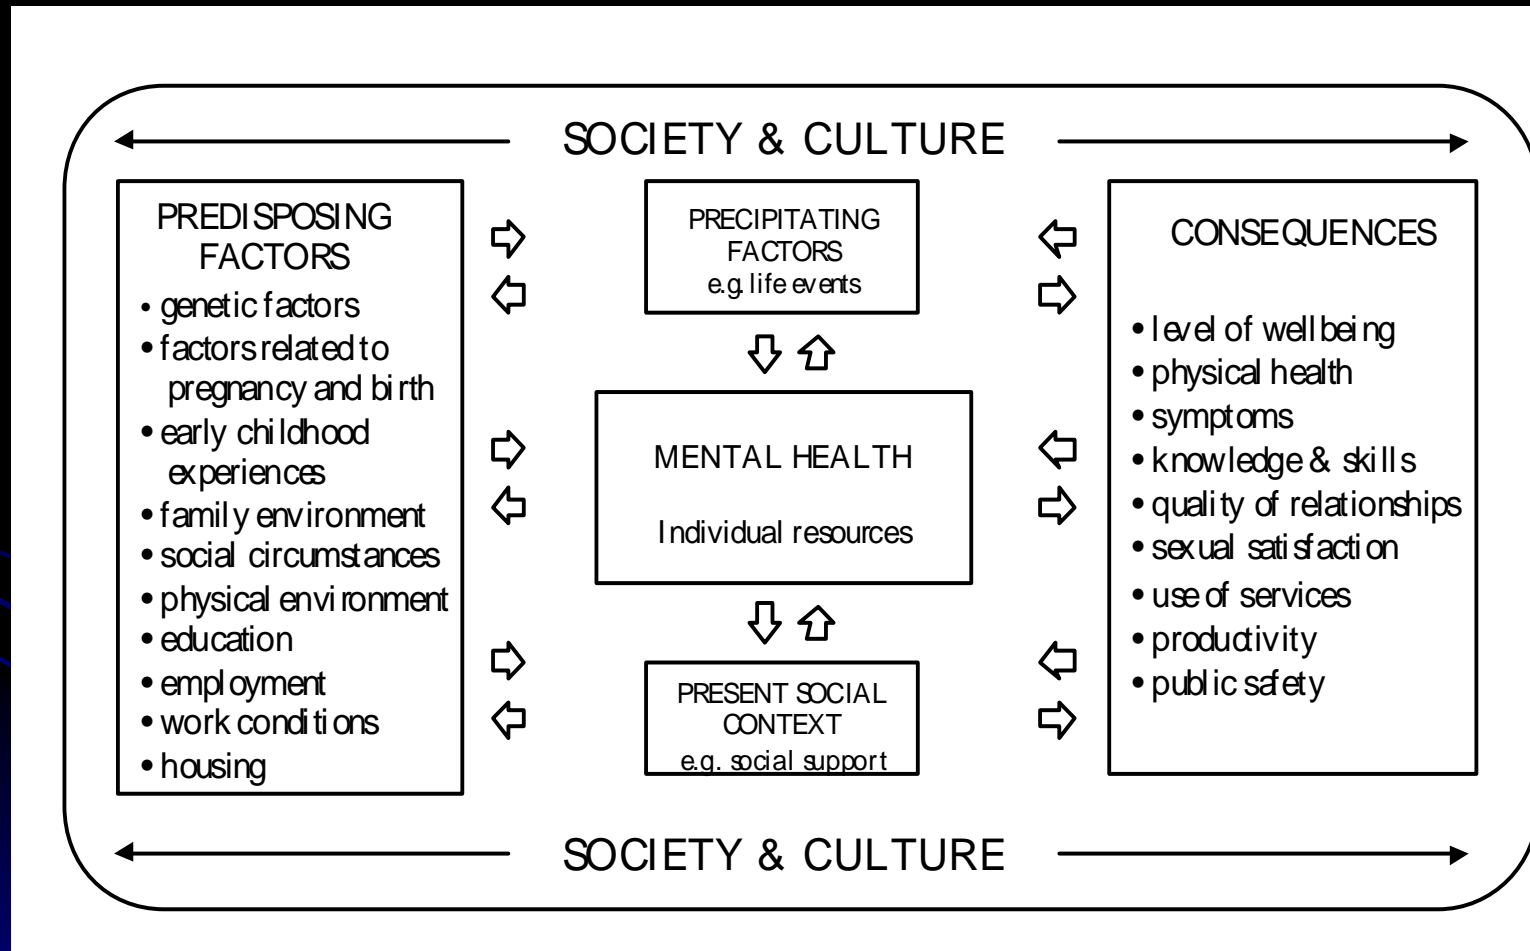 SOCIETY & CULTURE
PREDISPOSING
FACTORS
• genetic factors
• factors related to
pregnancy and birth
• early childhood
experiences
• family environment
• social circumstances
• physical environment
• education
• employment
• work conditions
• housing
PRECIPITATING
FACTORS
e.g. life events
MENTAL HEALTH
Individual resources
PRESENT SOCIAL
CONTEXT
e.g. social support
CONSEQUENCES
• level of wellbeing
• physical health
• symptoms
• knowledge & skills
• quality of relationships
• sexual satisfaction
• use of services
• productivity
• public safety
SOCIETY & CULTURE